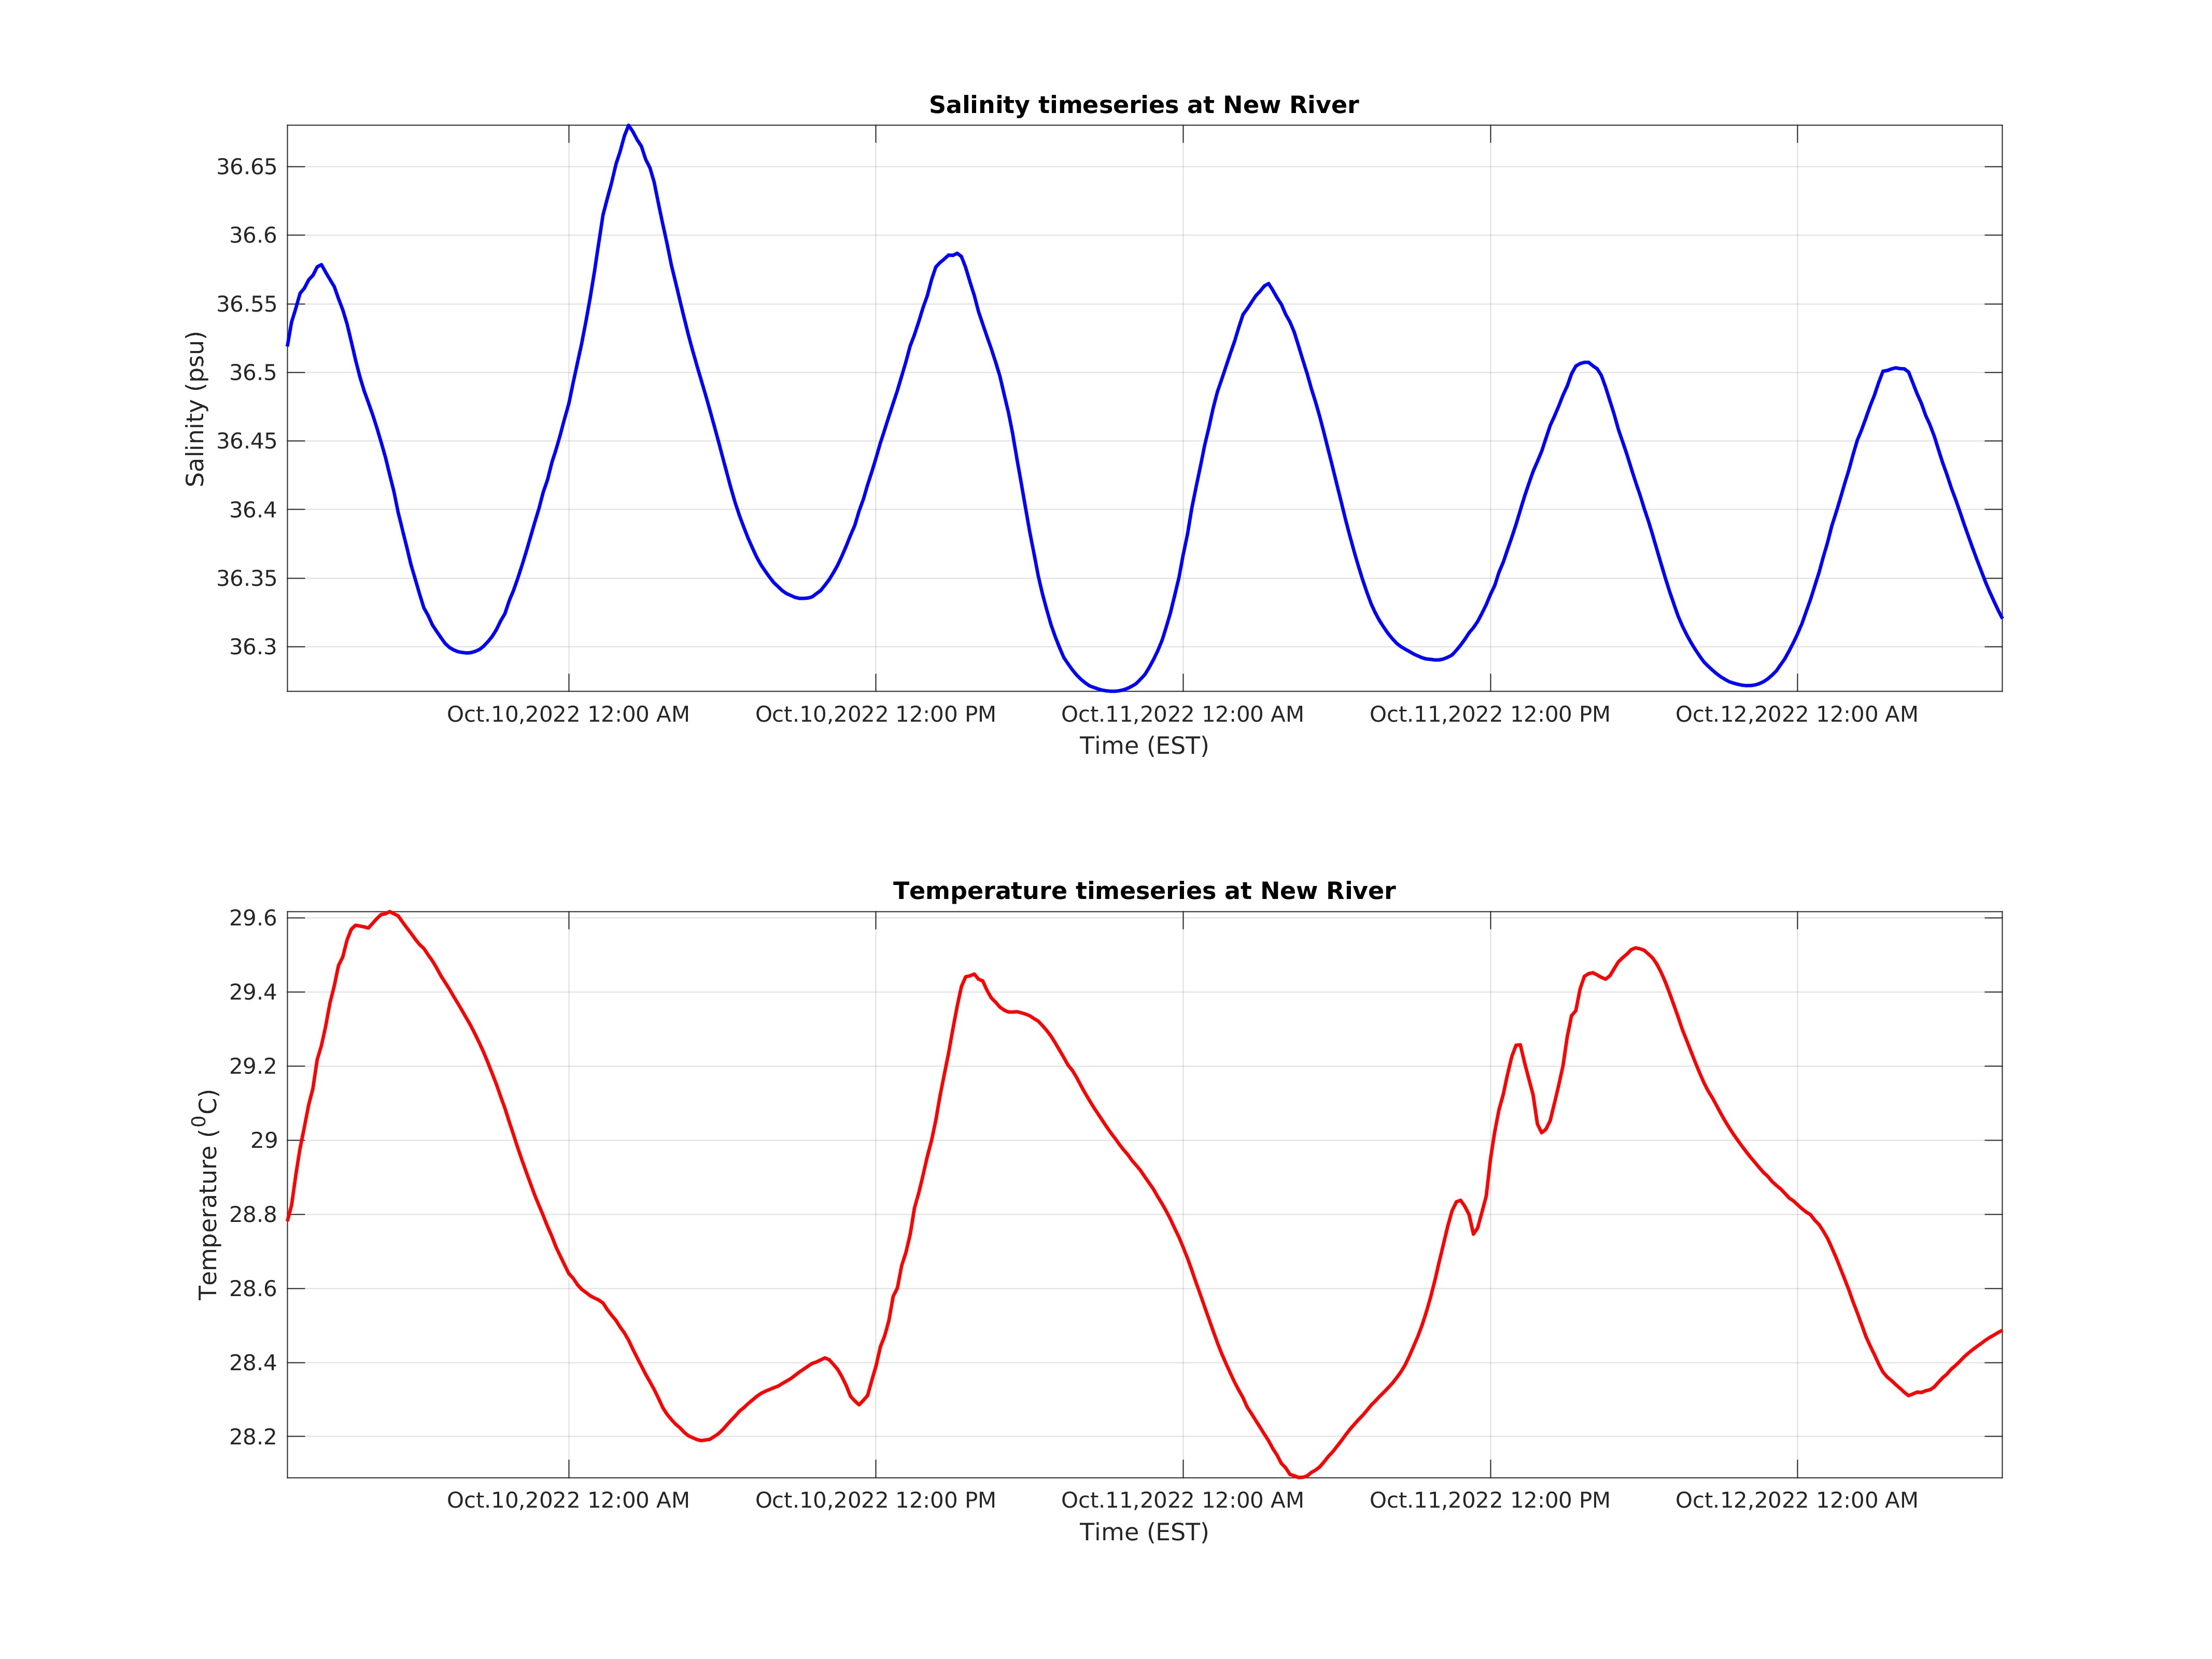 Salinity timeseries at New River
Salinity (psu)
36.65
36.6
36.55
36.5
36.45
36.4
36.35
36.3
Oct.10,2022 12:00 AM Oct.10,2022 12:00 PM Oct.11,2022 12:00 AM Oct.11,2022 12:00 PM Oct.12,2022 12:00 AM
Time (EST)
Temperature timeseries at New River
Temperature (⁰C)
29.6
29.4
29.2
29
28.8
28.6
28.4
28.2
Oct.10,2022 12:00 AM Oct.10,2022 12:00 PM Oct.11,2022 12:00 AM Oct.11,2022 12:00 PM Oct.12,2022 12:00 AM
Time (EST)